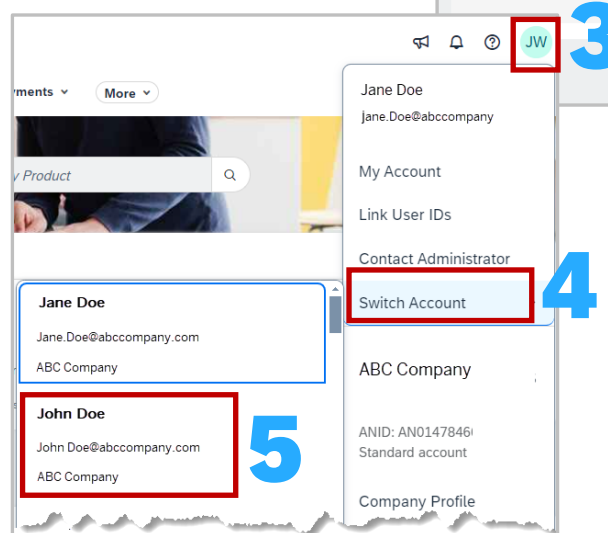 3
JW
yments
More
Jane Doe
jane.Doe@abccompany
y Product
My Account
Link User IDs
Contact Administrator
4
Switch Account
Jane Doe
Jane.Doe@abccompany.com
ABC Company
ABC Company
John Doe
John Doe@abccompany.com
ABC Company
5
ANID: AN0147846
Standard account
Company Profile